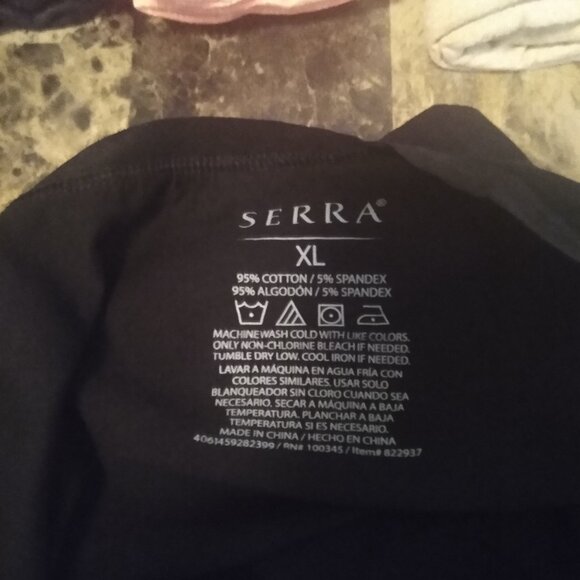 SERRA®
XL
95% COTTON / 5% SPANDEX
95% ALGODÓN / 5% SPANDEX
MACHINE WASH COLD WITH LIKE COLORS.
ONLY NON-CHLORINE BLEACH IF NEEDED.
TUMBLE DRY LOW. COOL IRON IF NEEDED.
LAVAR A MÁQUINA EN AGUA FRÍA CON
COLORES SIMILARES. USAR SOLO
BLANQUEADOR SIN CLORO CUANDO SEA
NECESARIO. SECAR A MÁQUINA A BAJA
TEMPERATURA. PLANCHAR A BAJA
TEMPERATURA SI ES NECESARIO.
MADE IN CHINA / HECHO EN CHINA
4061459282399 / RN# 100345 / Item# 822937